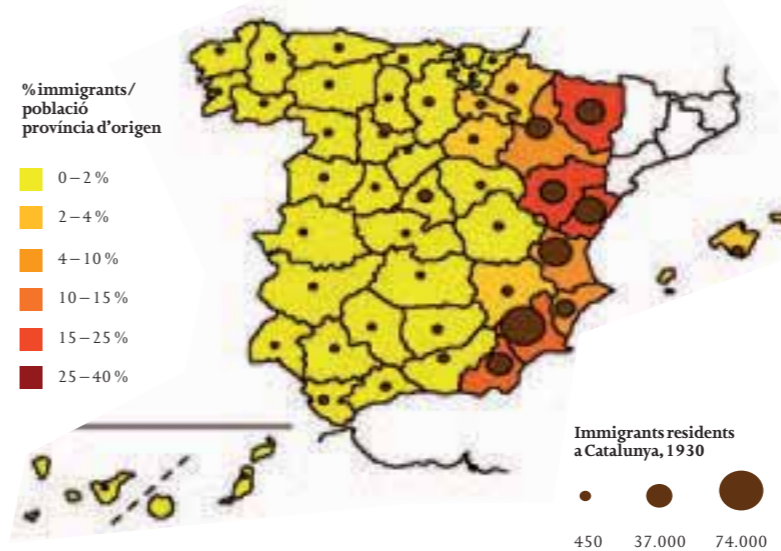 % immigrants/
població
província d'origen
0–2 %
2–4 %
4–10 %
10–15 %
15–25 %
25–40 %
Immigrants residents
a Catalunya, 1930
450 37.000 74.000